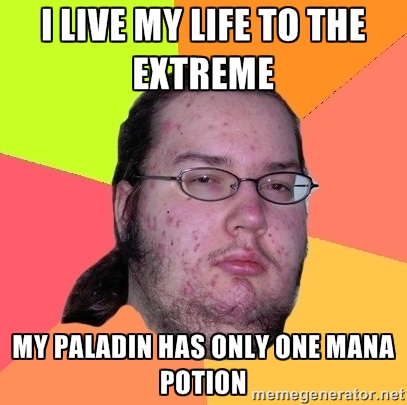 I LIVE MY LIFE TO THE
EXTREME
MY PALADIN HAS ONLY ONE MANA
POTION
memegenerator.net